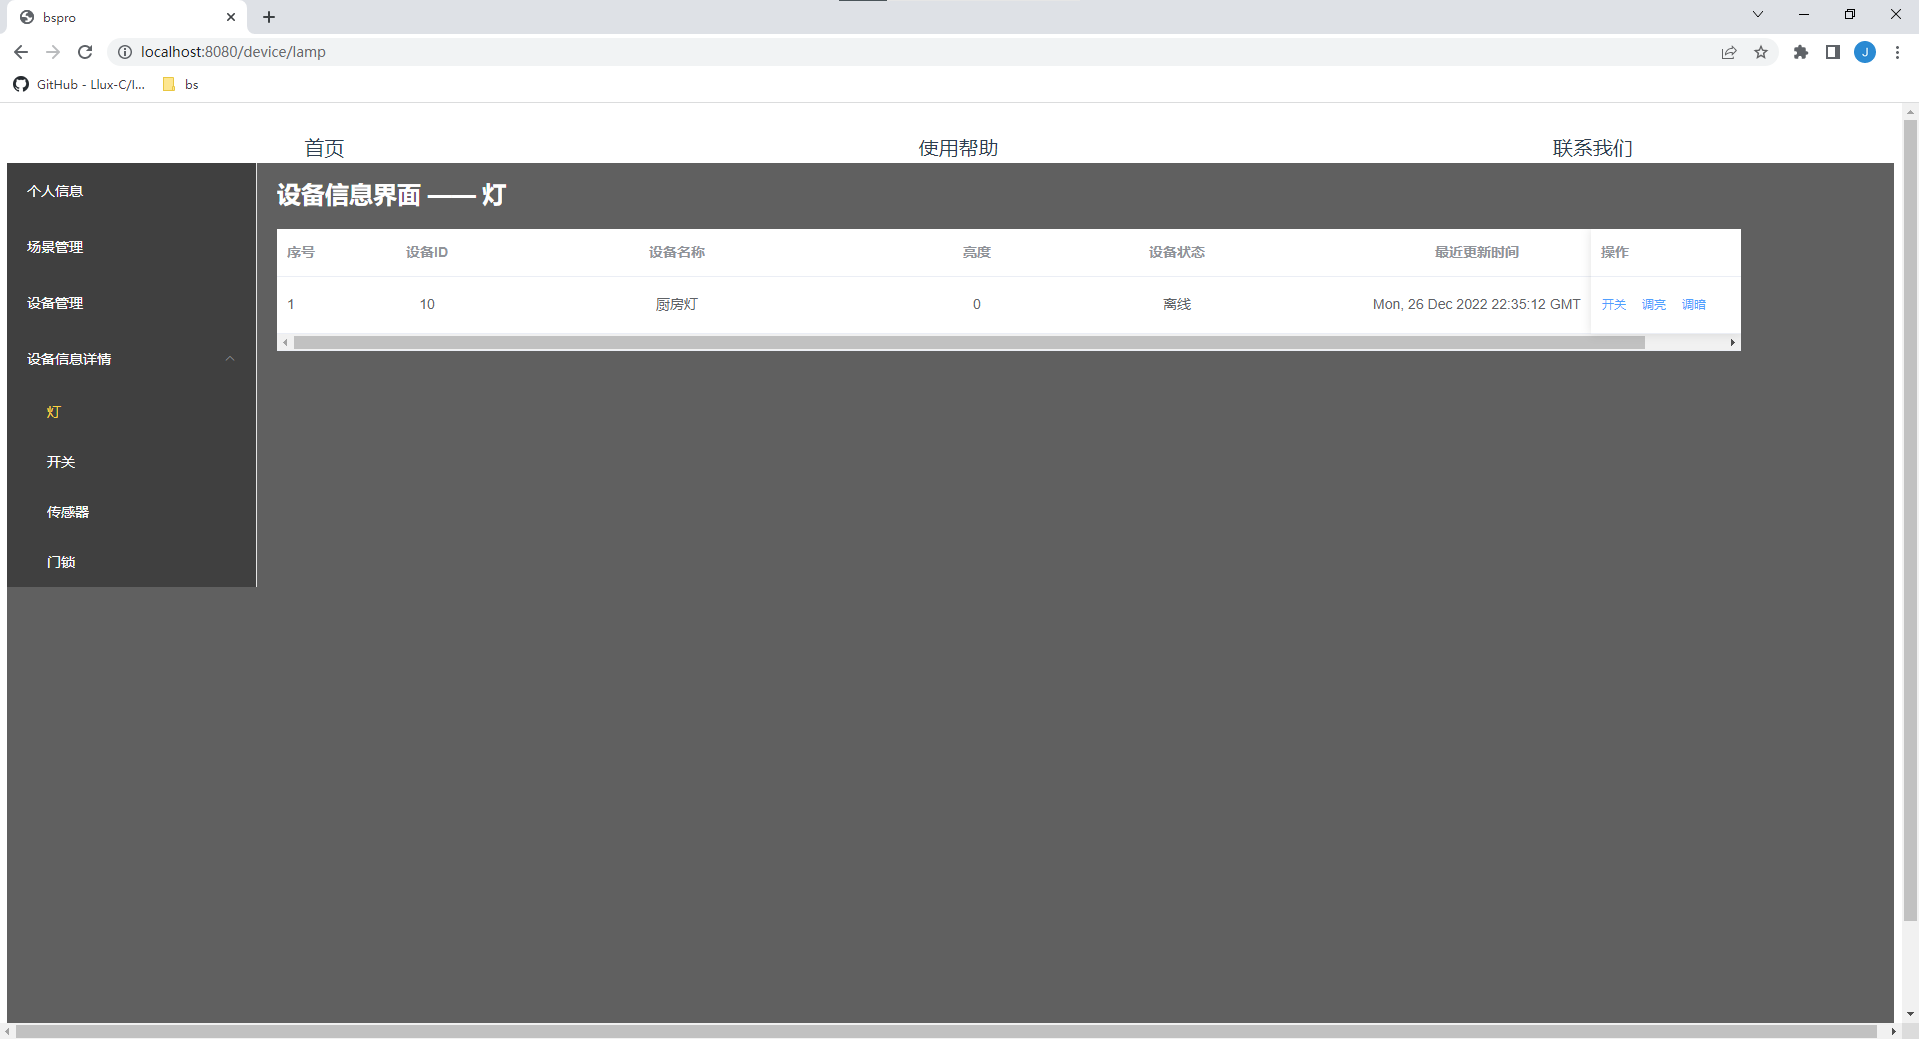 bspro
localhost:8080/device/lamp
J
GitHub - Llux-C/I...
bs
首页
使用帮助
联系我们
个人信息
场景管理
设备管理
设备信息详情
灯
开关
传感器
门锁
设备信息界面 —— 灯
序号 设备ID 设备名称 亮度 设备状态 最近更新时间 操作
1 10 厨房灯 0 离线 Mon, 26 Dec 2022 22:35:12 GMT 开关 调亮 调暗